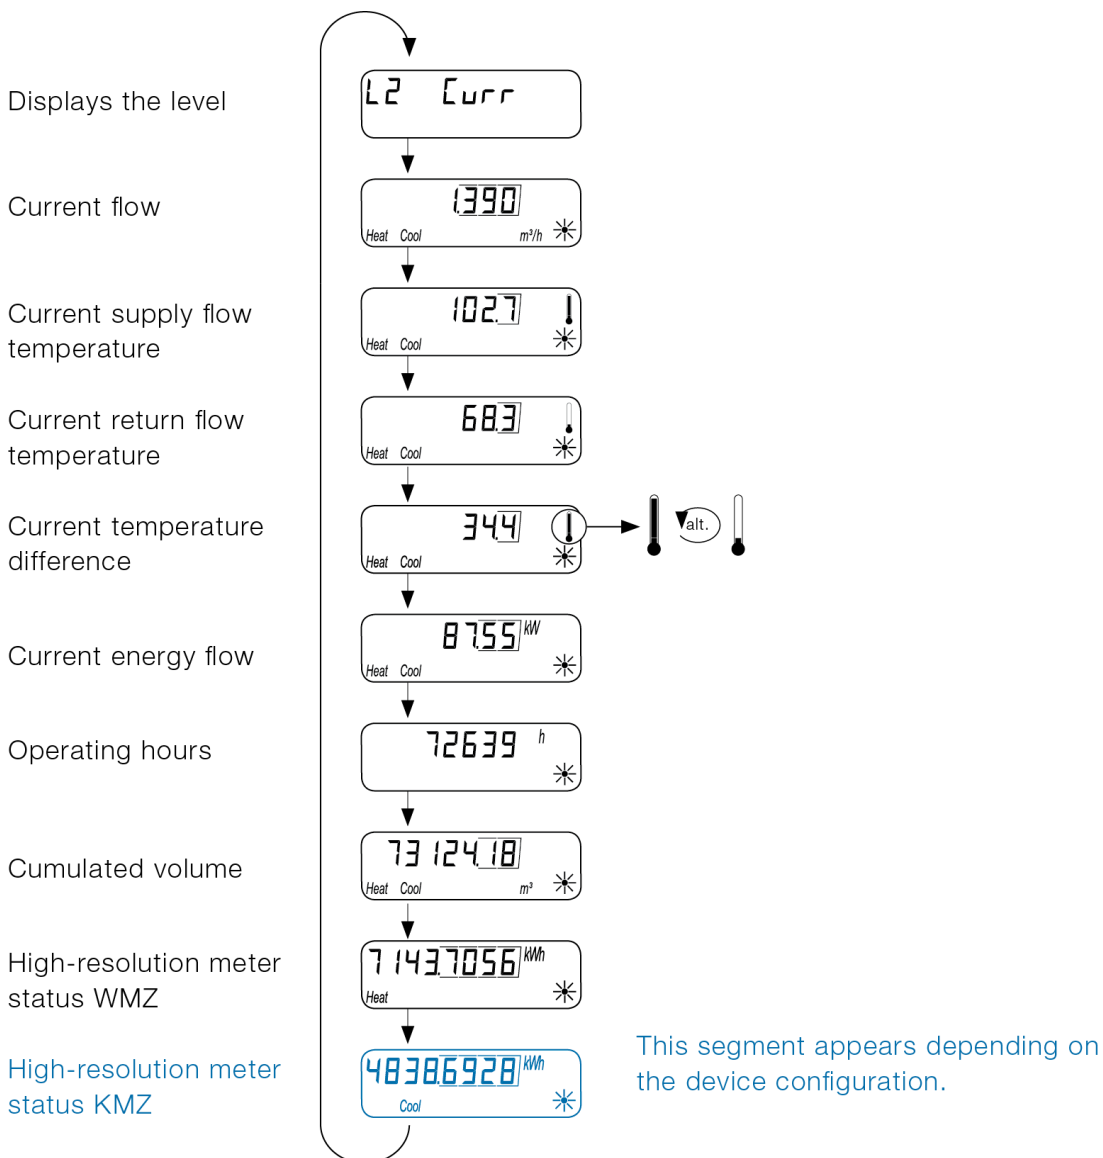 Displays the level
L2 Curr
Current flow
1.390
Heat Cool m³/h
Current supply flow
temperature
102.7
Heat Cool
Current return flow
temperature
68.3
Heat Cool
Current temperature
difference
34.4
Heat Cool
alt.
Current energy flow
87.55 kW
Heat Cool
Operating hours
72639 h
Cumulated volume
73124.18
Heat Cool m³
High-resolution meter
status WMZ
7143.7056 kWh
Heat
High-resolution meter
status KMZ
4838.6928 kWh
Cool
This segment appears depending on
the device configuration.